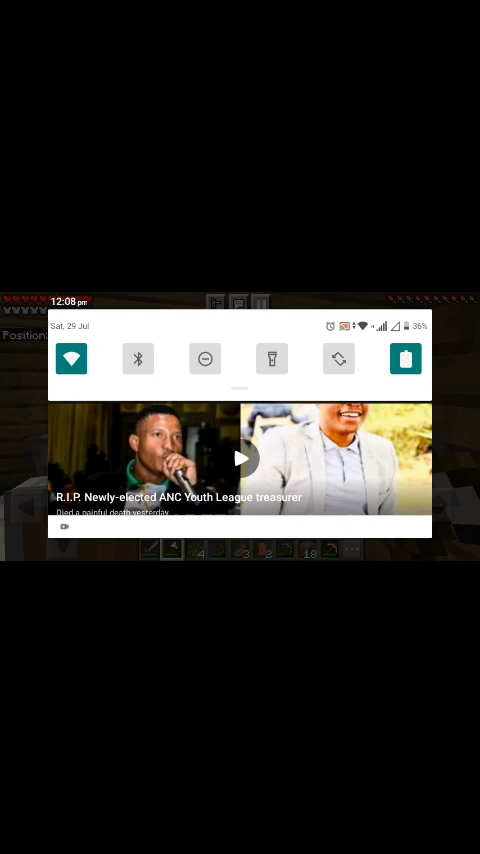 12:08 pm
Position:
Sat, 29 Jul
36%
R.I.P. Newly-elected ANC Youth League treasurer
Died a painful death yesterday
4
3
2
18